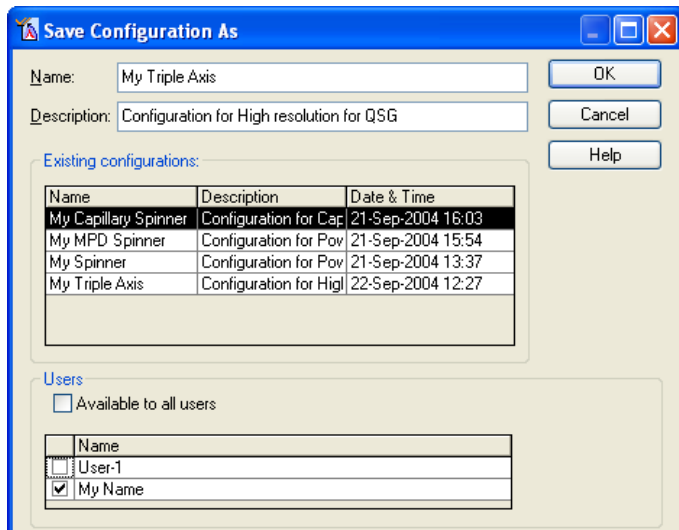 Save Configuration As
Name: My Triple Axis
OK
Description: Configuration for High resolution for QSG
Cancel
Help
Existing configurations:
Name Description Date & Time
My Capillary Spinner Configuration for Cap 21-Sep-2004 16:03
My MPD Spinner Configuration for Pov 21-Sep-2004 15:54
My Spinner Configuration for Pov 21-Sep-2004 13:37
My Triple Axis Configuration for Higl 22-Sep-2004 12:27
Users
Available to all users
Name
User-1
My Name